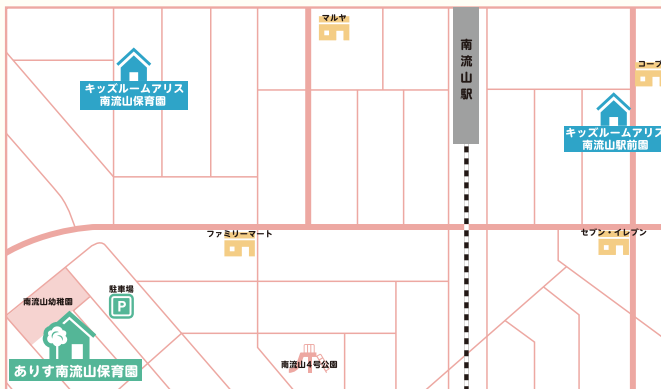 マルヤ
南流山駅
コープ
キッズルームアリス
南流山保育園
キッズルームアリス
南流山駅前園
ファミリーマート
セブン・イレブン
駐車場
P
南流山幼稚園
南流山4号公園
ありす南流山保育園